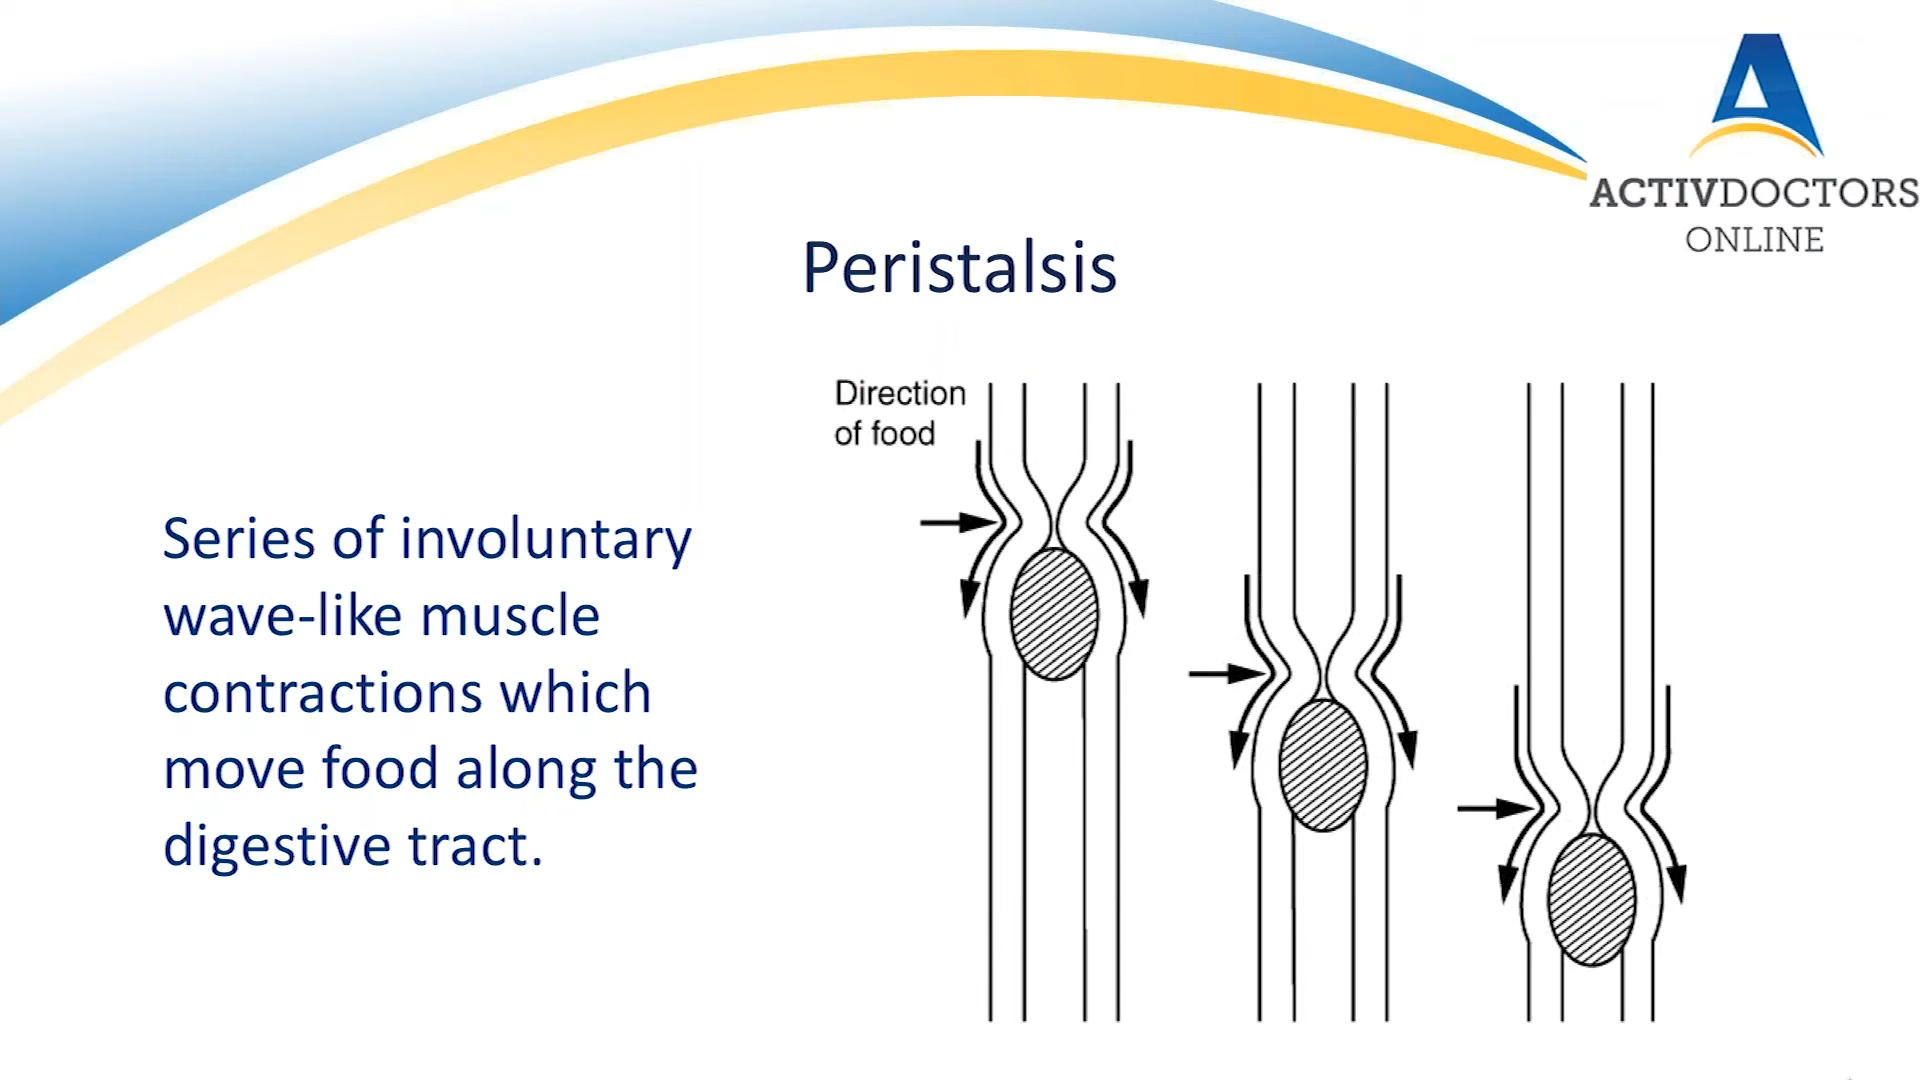 ACTIVDOCTORS
ONLINE
Peristalsis
Direction
of food
Series of involuntary
wave-like muscle
contractions which
move food along the
digestive tract.